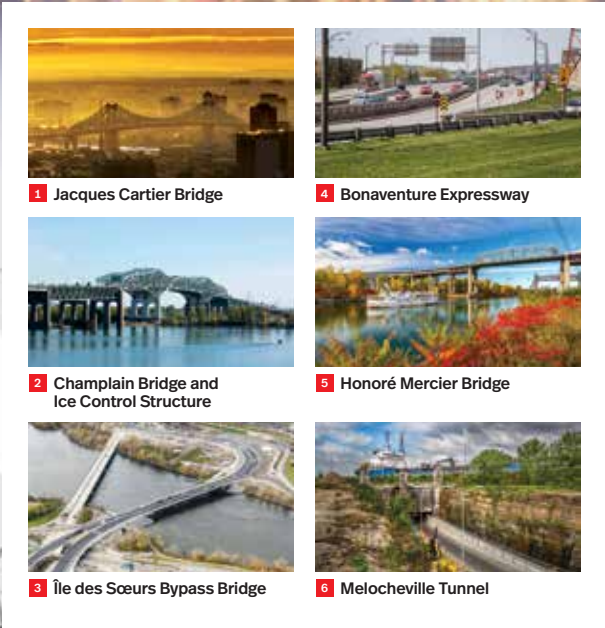 1 Jacques Cartier Bridge
2 Champlain Bridge and
Ice Control Structure
3 Île des Sœurs Bypass Bridge
4 Bonaventure Expressway
5 Honoré Mercier Bridge
6 Melocheville Tunnel